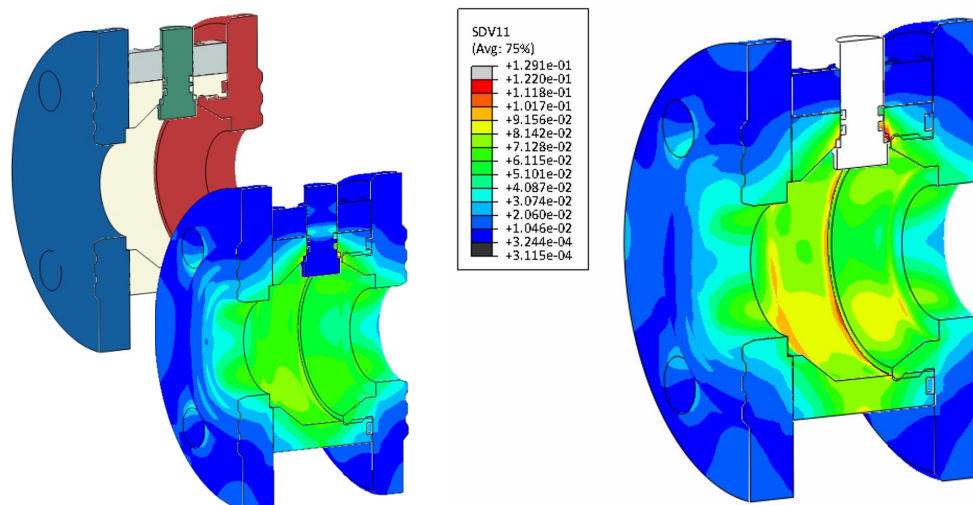 SDV11
(Avg: 75%)
+1.291e-01
+1.220e-01
+1.118e-01
+1.017e-01
+9.156e-02
+8.142e-02
+7.128e-02
+6.115e-02
+5.101e-02
+4.087e-02
+3.074e-02
+2.060e-02
+1.046e-02
+3.244e-04
+3.115e-04